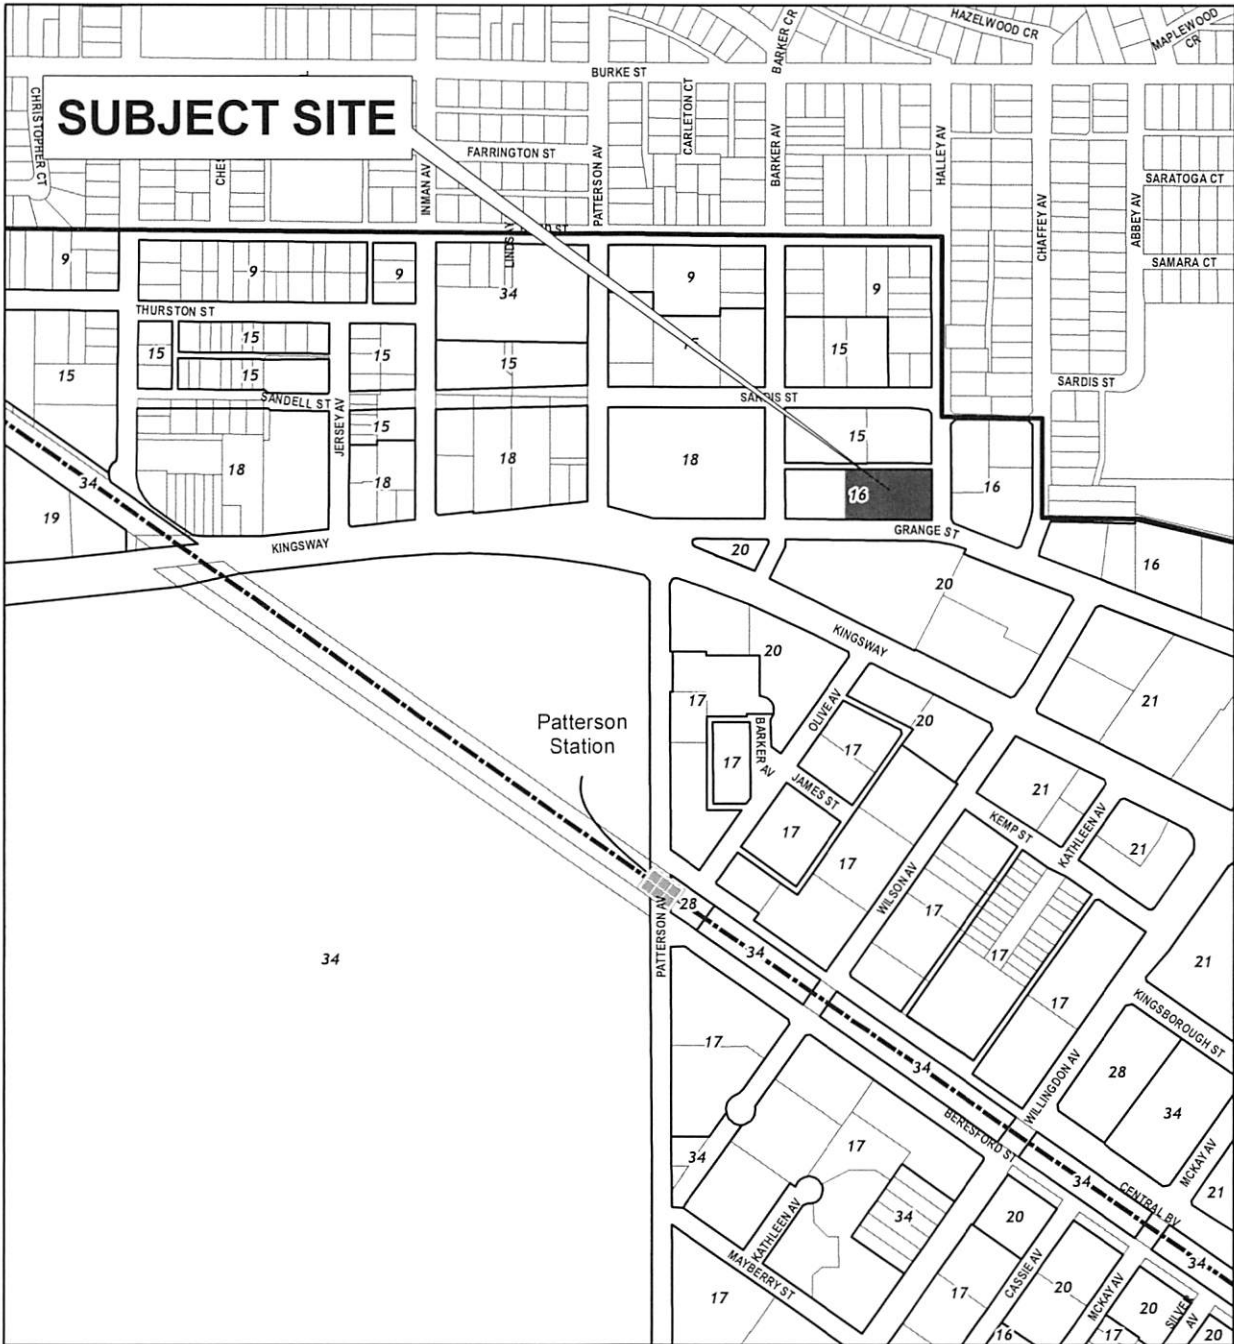 HAZELWOOD CR
MAPLEWOOD
CR
BARKER CR
BURKE ST
CHRISTOPHER CT
SUBJECT SITE
CARLETON CT
FARRINGTON ST
INMAN AV
PATTERSON AV
BARKER AV
HALLEY AV
CHAFFEY AV
ABBEY AV
SARATOGA CT
SAMARA CT
LINDSAY
ST
9
9
9
34
9
9
THURSTON ST
15
15
15
15
15
15
15
SANDELL ST
JERSEY AV
SARDIS ST
SARDIS ST
15
15
18
18
18
18
16
16
34
19
KINGSWAY
GRANGE ST
20
20
16
KINGSWAY
20
17
OLIVE AV
20
21
Patterson
Station
BARKER AV
17
17
JAMES ST
21
KEMP ST
KATHLEEN AV
17
21
17
WILSON AV
17
28
PATTERSON AV
34
34
17
21
17
KINGSBOROUGH ST
17
34
WILLINGDON AV
28
34
BERESFORD ST
MCKAY AV
17
34
34
CENTRAL BV
21
34
20
KATHLEEN AV
34
MAYBERRY ST
CASSIE AV
20
MCKAY AV
17
17
20
SILVER
AV
16
17
20